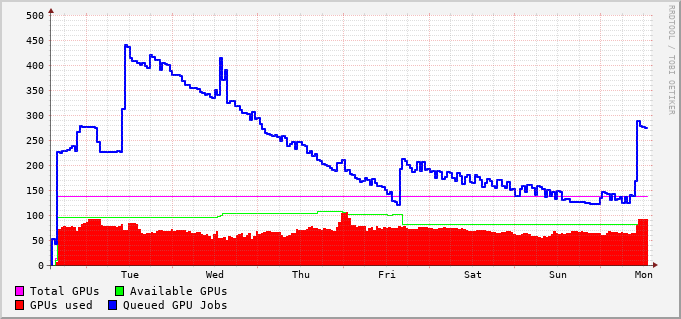 500
450
400
350
300
250
200
150
100
50
0
Tue Wed Thu Fri Sat Sun Mon
Total GPUs Available GPUs
GPUs used Queued GPU Jobs
RRDTOOL / TOBI OETIKER